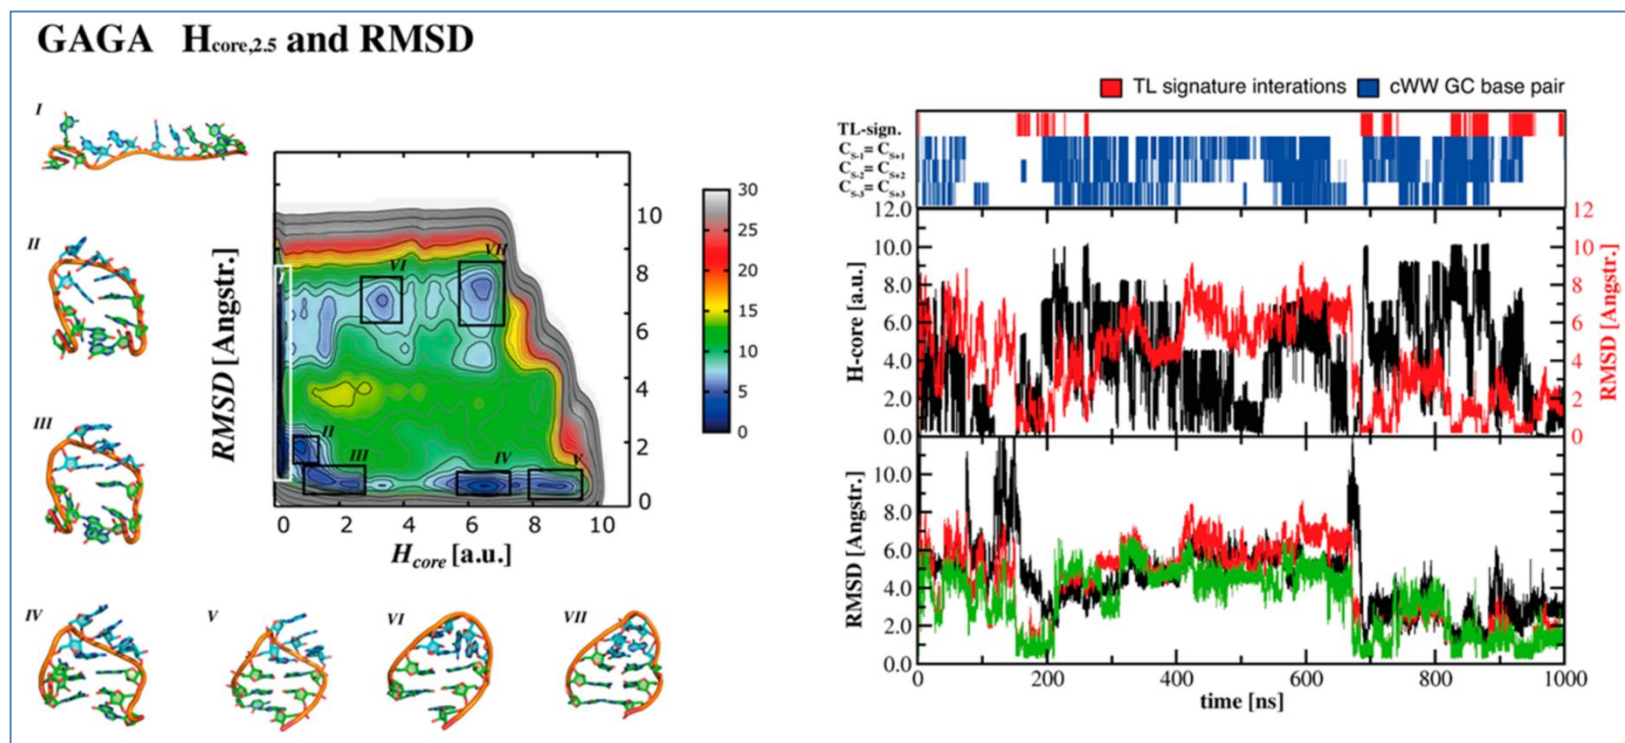 GAGA Hcore,2.5 and RMSD
I
II
III
IV
V
VI
VII
RMSD [Angstr.]
10
8
6
4
2
0
0 2 4 6 8 10
Hcore [a.u.]
I
II
III
IV
V
VI
VII
30
25
20
15
10
5
0
TL signature interations cWW GC base pair
TL-sign.
CS-1= CS+1
CS-2= CS+2
CS-3= CS+3
H-core [a.u.]
12.0
10.0
8.0
6.0
4.0
2.0
0.0
12
10
8
6
4
2
0
RMSD [Angstr.]
RMSD [Angstr.]
10.0
8.0
6.0
4.0
2.0
0.0
0 200 400 600 800 1000
time [ns]